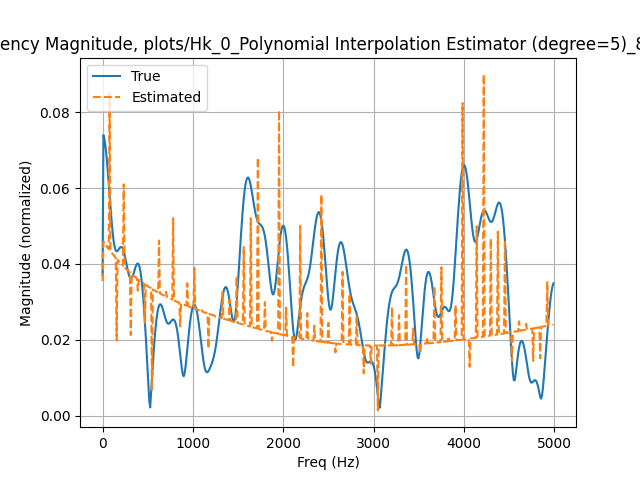 ency Magnitude, plots/Hk_0_Polynomial Interpolation Estimator (degree=5)_8
True
Estimated
Magnitude (normalized)
0.08
0.06
0.04
0.02
0.00
0 1000 2000 3000 4000 5000
Freq (Hz)